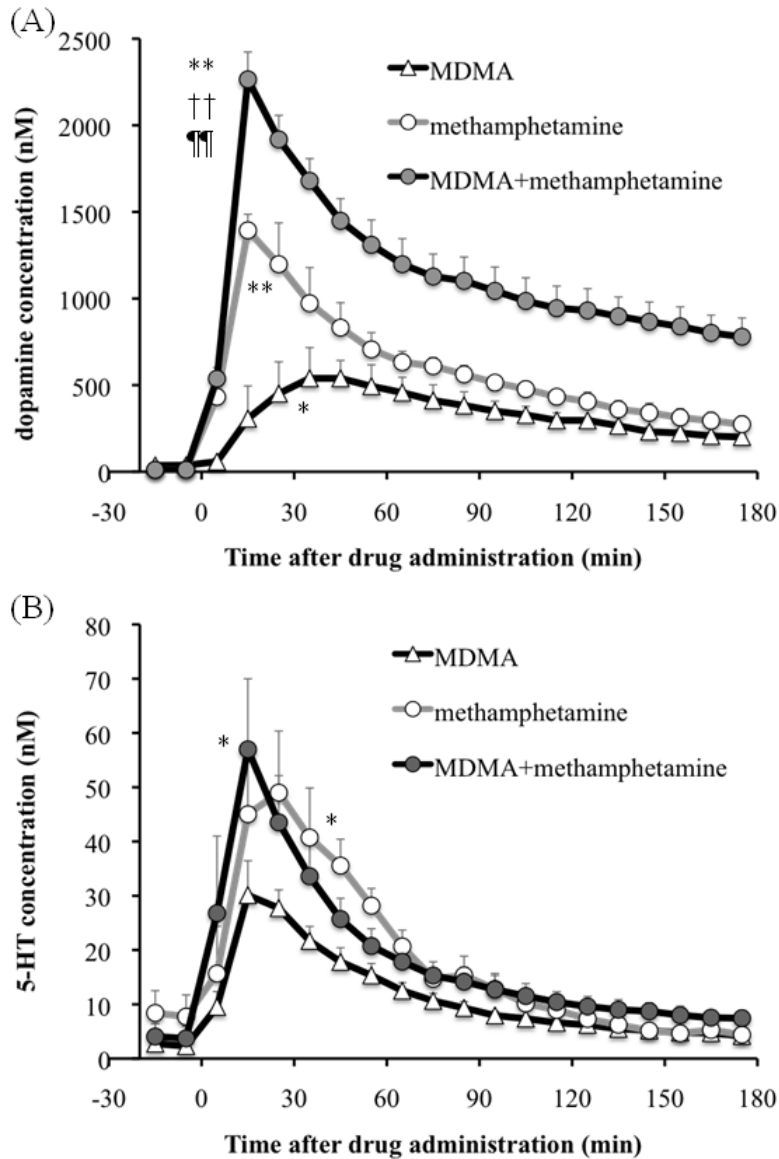 (A)
2500
2000
1500
1000
500
0
dopamine concentration (nM)
**
††
¶¶
MDMA
methamphetamine
MDMA+methamphetamine
**
*
-30 0 30 60 90 120 150 180
Time after drug administration (min)
(B)
80
70
60
50
40
30
20
10
0
5-HT concentration (nM)
MDMA
methamphetamine
MDMA+methamphetamine
*
*
-30 0 30 60 90 120 150 180
Time after drug administration (min)